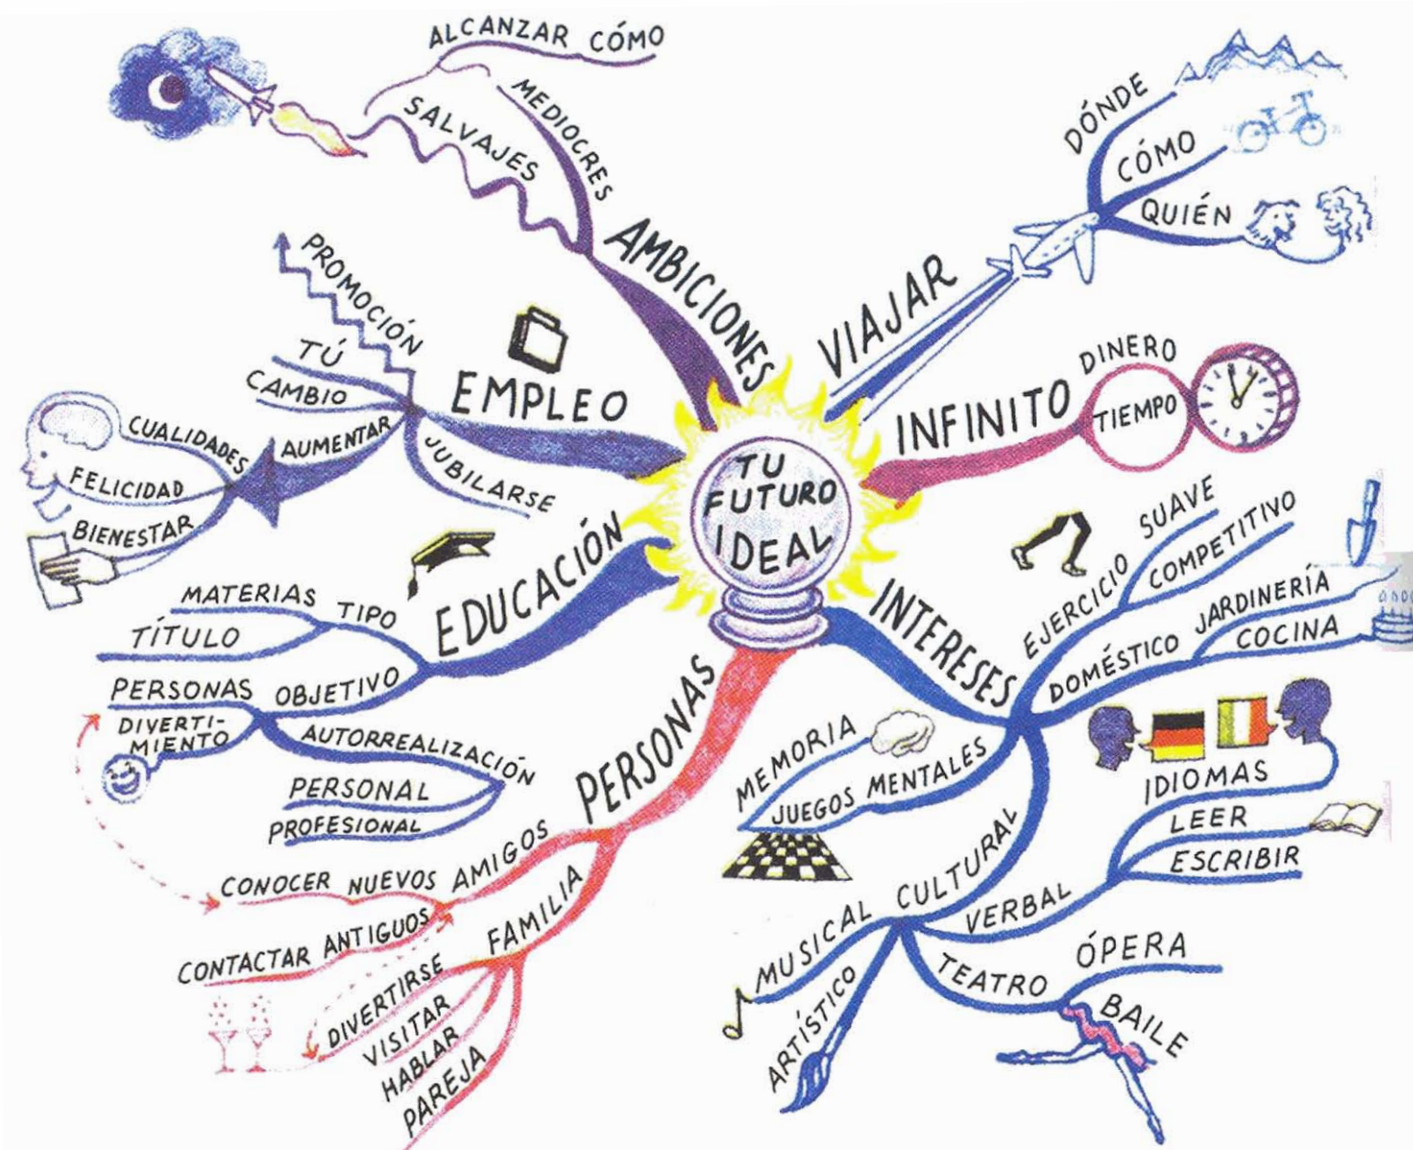 TU
FUTURO
IDEAL
VIAJAR
DÓNDE
CÓMO
QUIÉN
INFINITO
DINERO
TIEMPO
INTERESES
EJERCICIO
SUAVE
COMPETITIVO
DOMÉSTICO
JARDINERÍA
COCINA
JUEGOS MENTALES
MEMORIA
CULTURAL
VERBAL
IDIOMAS
LEER
ESCRIBIR
TEATRO
ÓPERA
BAILE
ARTÍSTICO
MUSICAL
PERSONAS
AMIGOS
CONOCER NUEVOS
CONTACTAR ANTIGUOS
FAMILIA
DIVERTIRSE
VISITAR
HABLAR
PAREJA
EDUCACIÓN
TIPO
MATERIAS
TÍTULO
OBJETIVO
PERSONAS
DIVERTI-
MIENTO
AUTORREALIZACIÓN
PERSONAL
PROFESIONAL
EMPLEO
PROMOCIÓN
TÚ
CAMBIO
AUMENTAR
CUALIDADES
FELICIDAD
BIENESTAR
JUBILARSE
AMBICIONES
MEDIOCRES
SALVAJES
ALCANZAR CÓMO